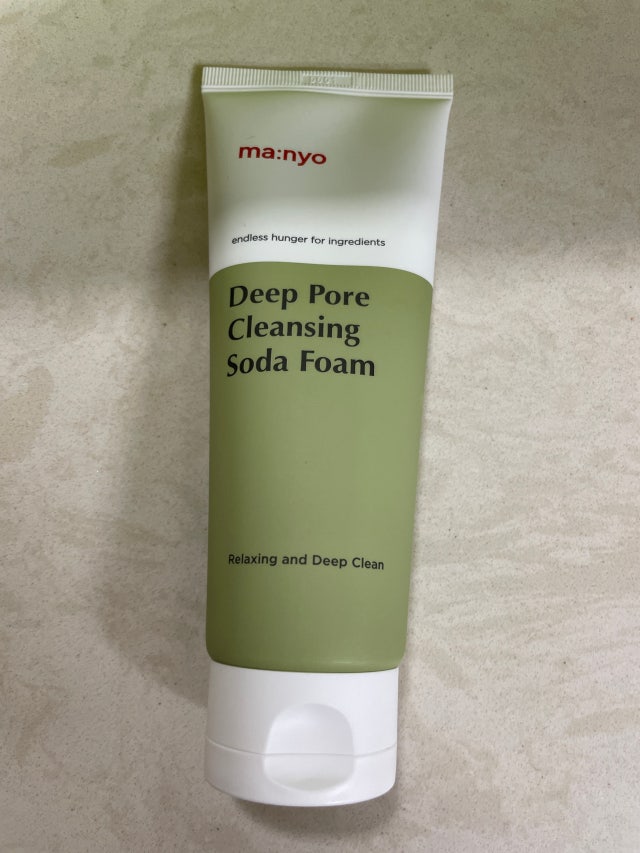 ma:nyo
endless hunger for ingredients
Deep Pore
Cleansing
Soda Foam
Relaxing and Deep Clean